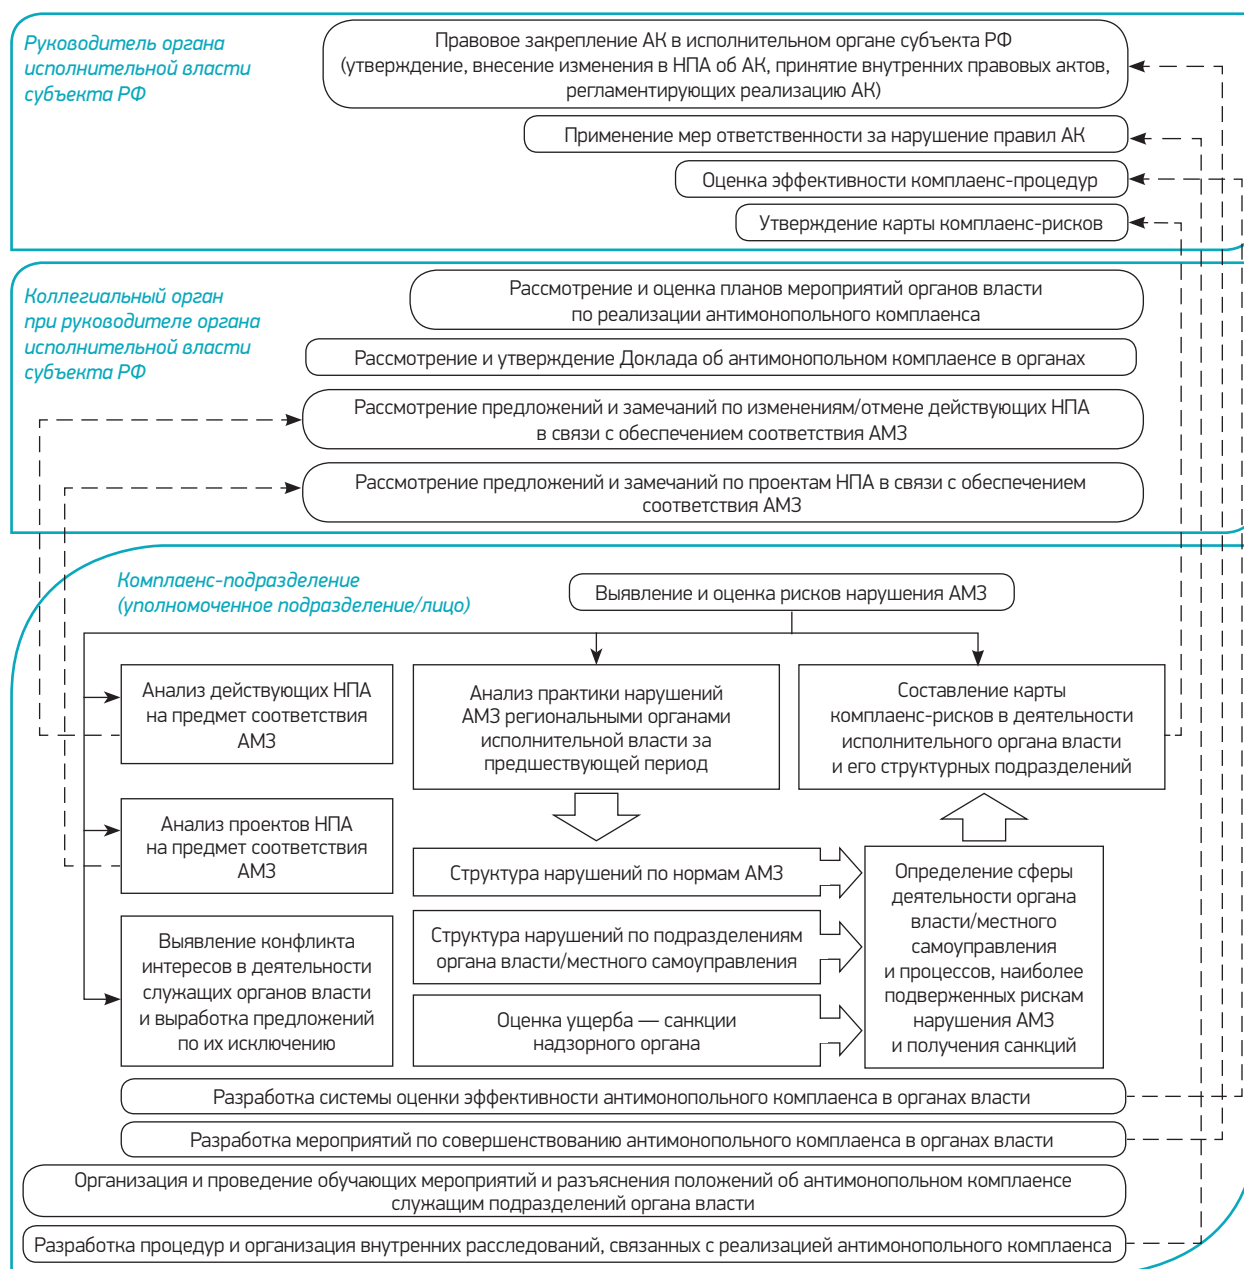 Руководитель органа
исполнительной власти
субъекта РФ
Правовое закрепление АК в исполнительном органе субъекта РФ
(утверждение, внесение изменения в НПА об АК, принятие внутренних правовых актов,
регламентирующих реализацию АК)
Применение мер ответственности за нарушение правил АК
Оценка эффективности комплаенс-процедур
Утверждение карты комплаенс-рисков
Коллегиальный орган
при руководителе органа
исполнительной власти
субъекта РФ
Рассмотрение и оценка планов мероприятий органов власти
по реализации антимонопольного комплаенса
Рассмотрение и утверждение Доклада об антимонопольном комплаенсе в органах
Рассмотрение предложений и замечаний по изменениям/отмене действующих НПА
в связи с обеспечением соответствия АМЗ
Рассмотрение предложений и замечаний по проектам НПА в связи с обеспечением
соответствия АМЗ
Комплаенс-подразделение
(уполномоченное подразделение/лицо)
Выявление и оценка рисков нарушения АМЗ
Анализ действующих НПА
на предмет соответствия
АМЗ
Анализ практики нарушений
АМЗ региональными органами
исполнительной власти за
предшествующей период
Составление карты
комплаенс-рисков в деятельности
исполнительного органа власти
и его структурных подразделений
Анализ проектов НПА
на предмет соответствия
АМЗ
Структура нарушений по нормам АМЗ
Определение сферы
деятельности органа
власти/местного
самоуправления
и процессов, наиболее
подверженных рискам
нарушения АМЗ
и получения санкций
Выявление конфликта
интересов в деятельности
служащих органов власти
и выработка предложений
по их исключению
Структура нарушений по подразделениям
органа власти/местного самоуправления
Оценка ущерба — санкции
надзорного органа
Разработка системы оценки эффективности антимонопольного комплаенса в органах власти
Разработка мероприятий по совершенствованию антимонопольного комплаенса в органах власти
Организация и проведение обучающих мероприятий и разъяснения положений об антимонопольном комплаенсе
служащим подразделений органа власти
Разработка процедур и организация внутренних расследований, связанных с реализацией антимонопольного комплаенса